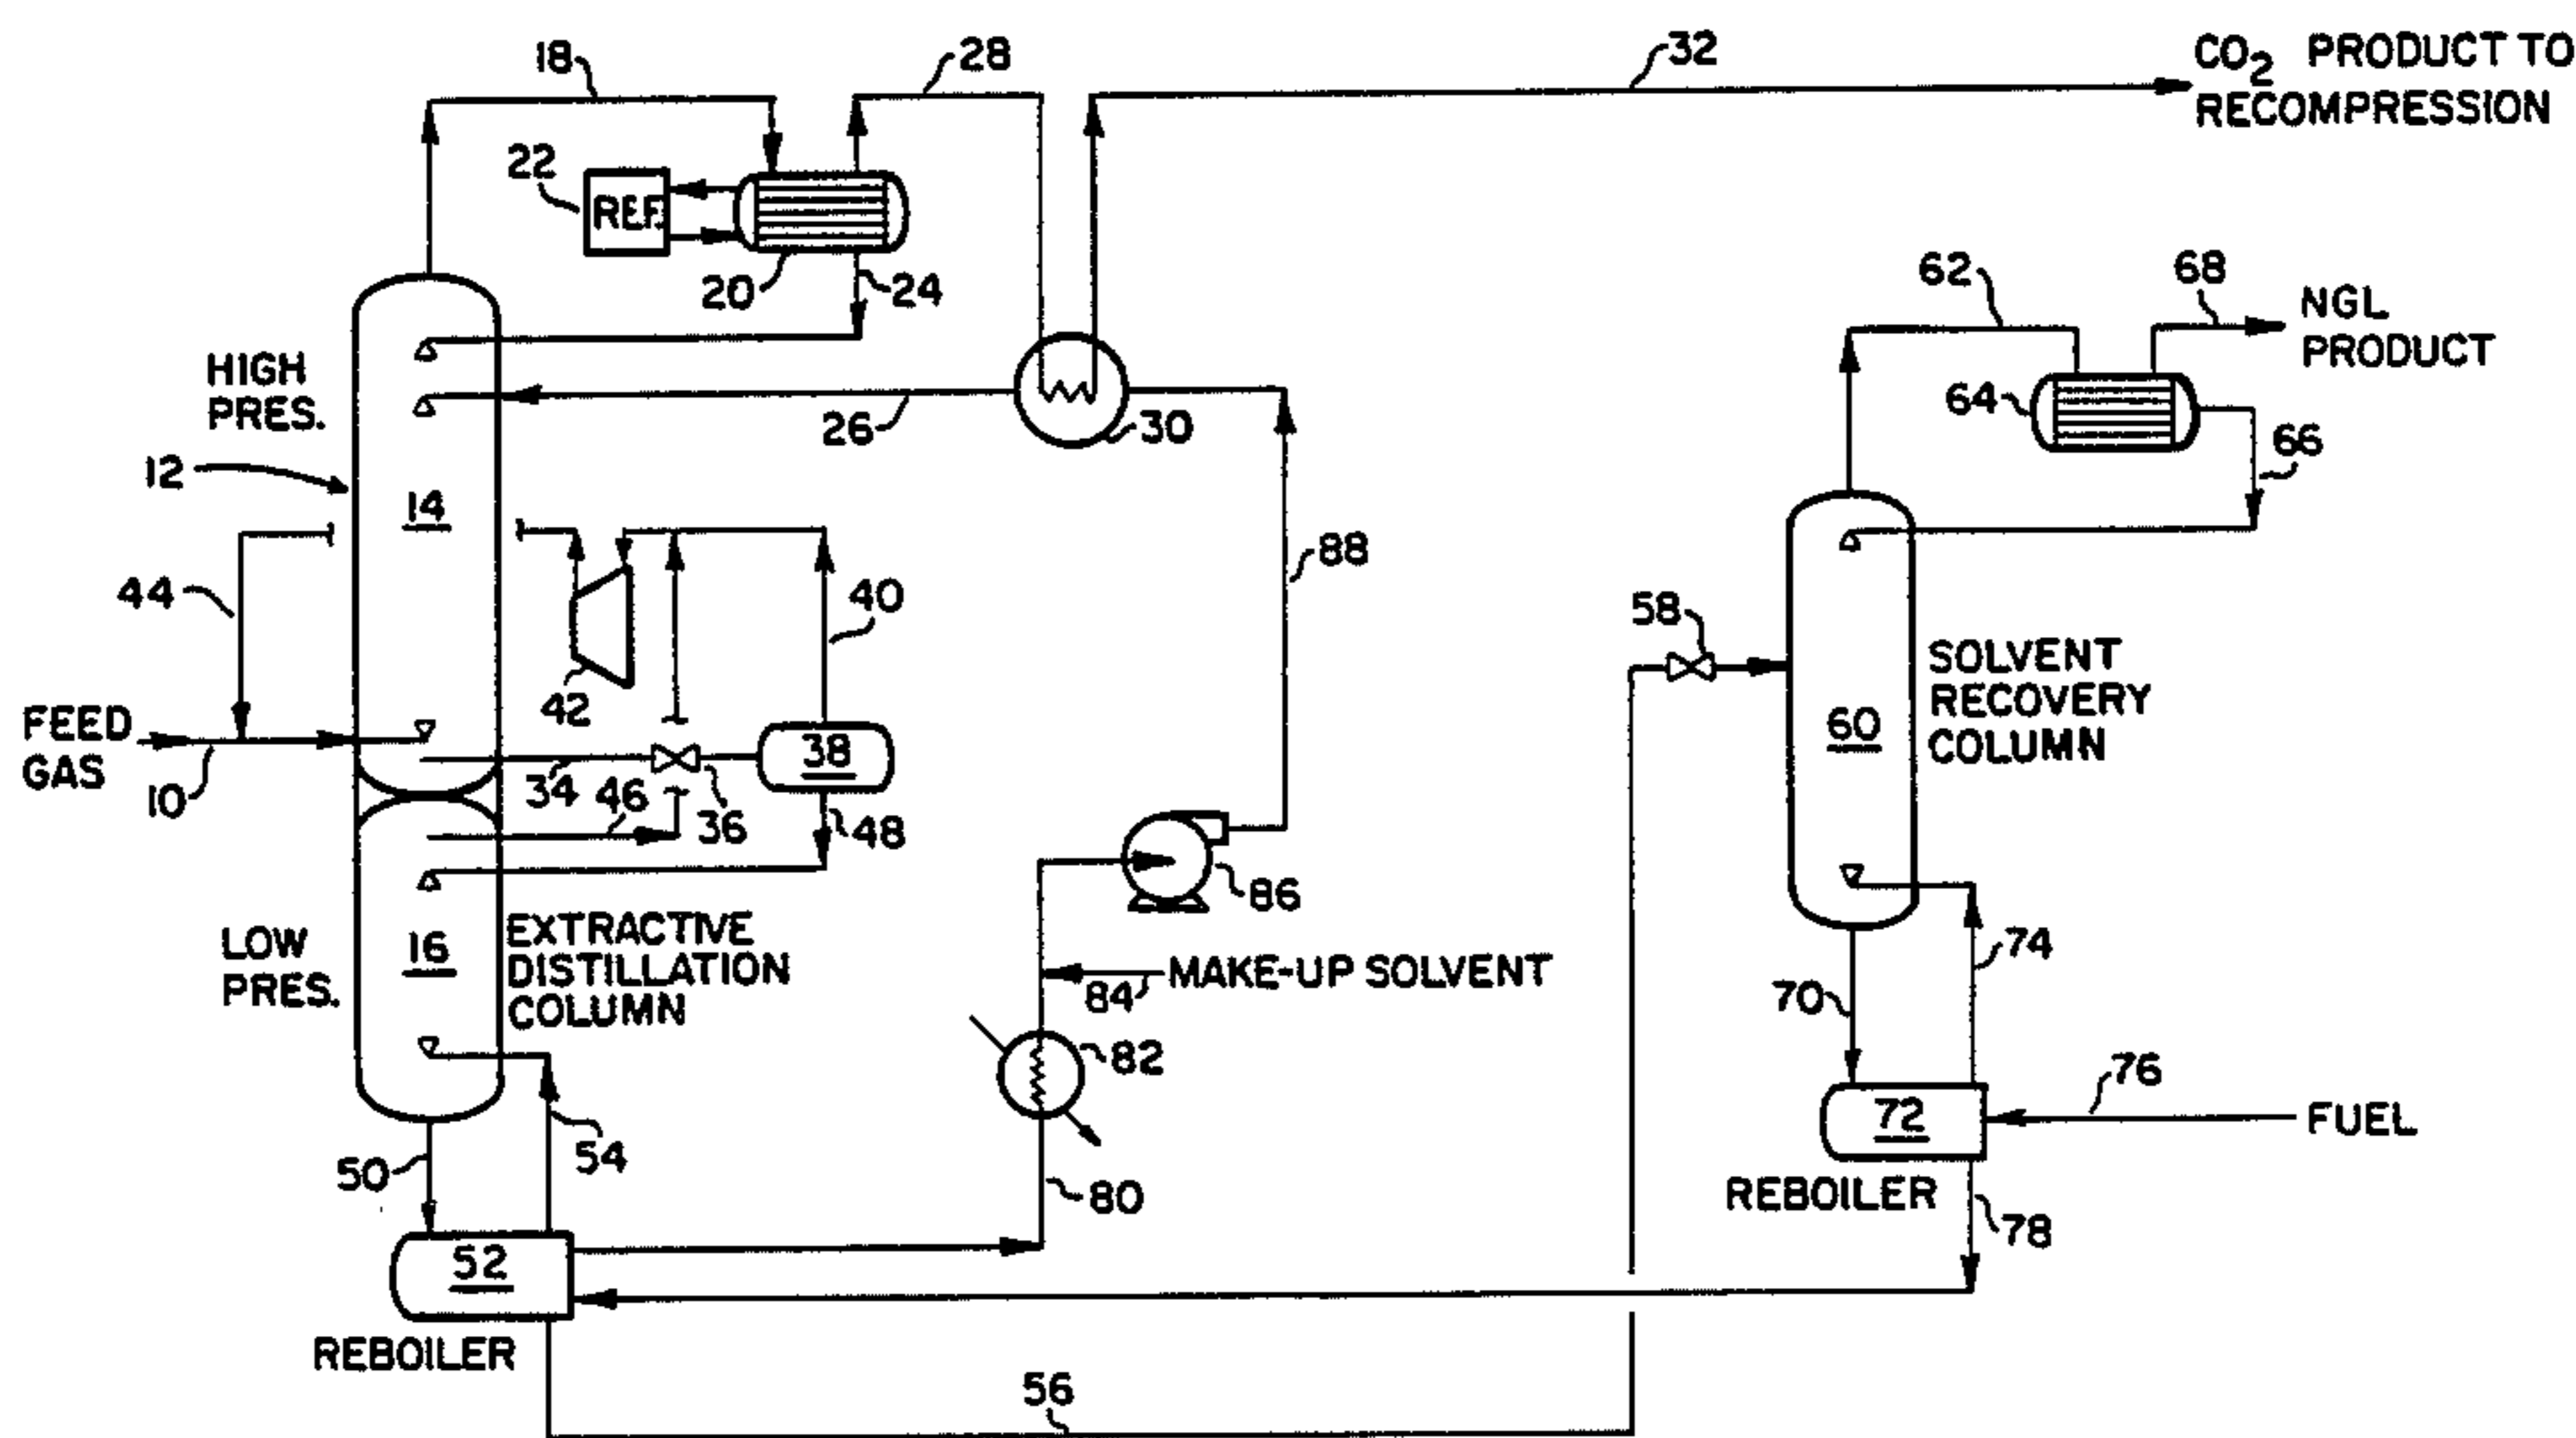 18
28
32
CO2 PRODUCT TO
RECOMPRESSION
22
REF.
20
24
62
68
NGL
PRODUCT
HIGH
PRES.
64
26
30
66
12
14
88
44
40
58
SOLVENT
RECOVERY
COLUMN
42
60
FEED
GAS
38
10
34
46
36
48
86
EXTRACTIVE
DISTILLATION
COLUMN
LOW
PRES.
16
MAKE-UP SOLVENT
84
74
70
82
76
72
FUEL
54
50
80
REBOILER
78
52
REBOILER
56